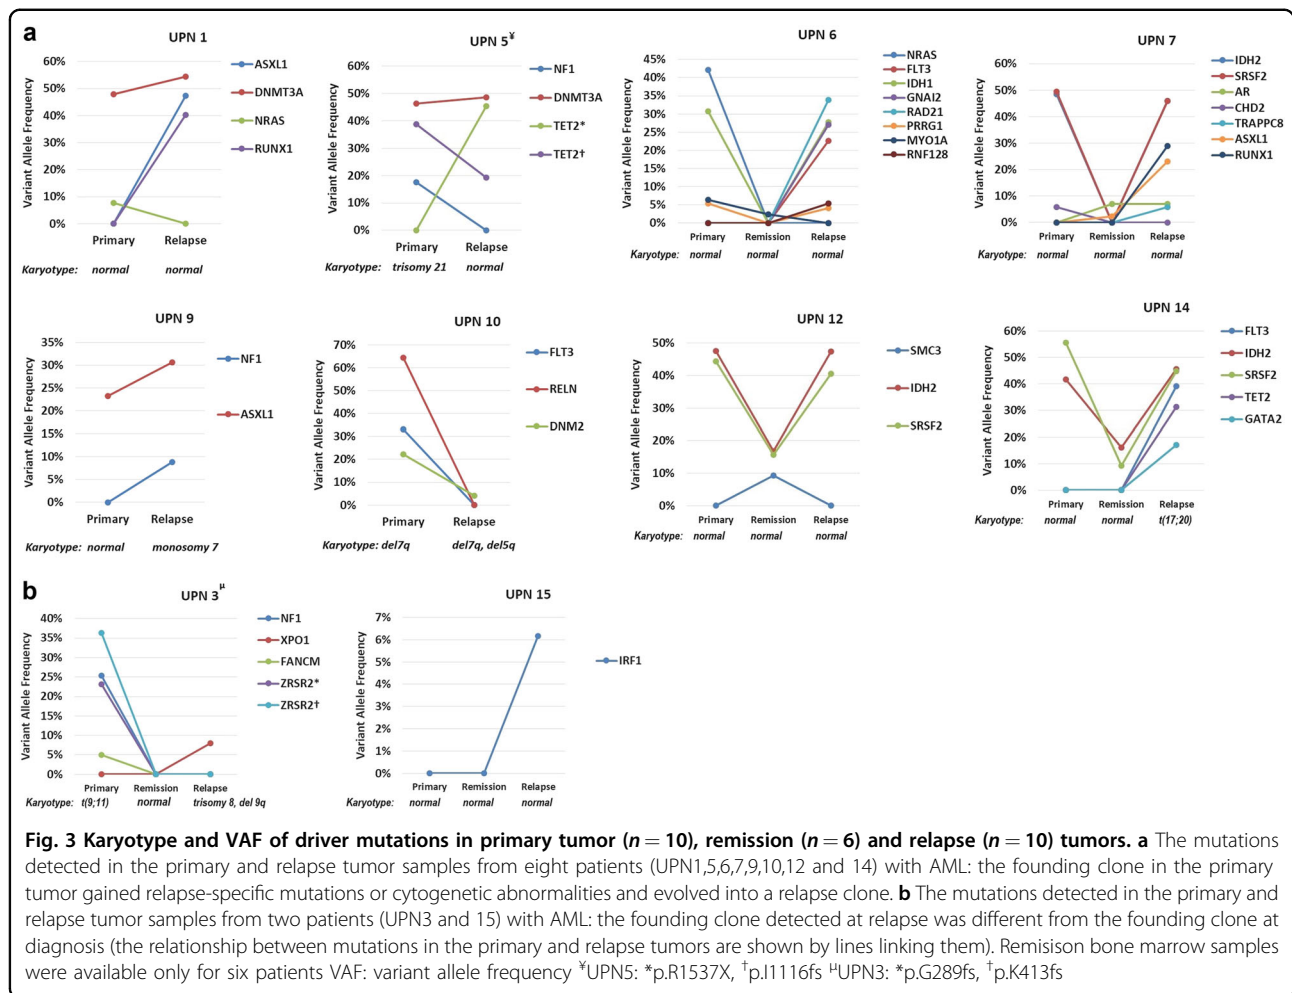 a
UPN 1
Variant Allele Frequency
60%
50%
40%
30%
20%
10%
0%
Primary Relapse
Karyotype: normal normal
ASXL1
DNMT3A
NRAS
RUNX1
UPN 5¥
Variant Allele Frequency
60%
50%
40%
30%
20%
10%
0%
Primary Relapse
Karyotype: trisomy 21 normal
NF1
DNMT3A
TET2*
TET2†
UPN 6
Variant Allele Frequency
45%
40%
35%
30%
25%
20%
15%
10%
5%
0%
Primary Remission Relapse
Karyotype: normal normal normal
NRAS
FLT3
IDH1
GNAI2
RAD21
PRRG1
MYO1A
RNF128
UPN 7
Variant Allele Frequency
60%
50%
40%
30%
20%
10%
0%
Primary Remission Relapse
Karyotype: normal normal normal
IDH2
SRSF2
AR
CHD2
TRAPPC8
ASXL1
RUNX1
UPN 9
Variant Allele Frequency
35%
30%
25%
20%
15%
10%
5%
0%
Primary Relapse
Karyotype: normal monosomy 7
NF1
ASXL1
UPN 10
Variant Allele Frequency
70%
60%
50%
40%
30%
20%
10%
0%
Primary Relapse
Karyotype: del7q del7q, del5q
FLT3
RELN
DNM2
UPN 12
Variant Allele Frequency
50%
40%
30%
20%
10%
0%
Primary Remission Relapse
Karyotype: normal normal normal
SMC3
IDH2
SRSF2
UPN 14
Variant Allele Frequency
60%
50%
40%
30%
20%
10%
0%
Primary Remission Relapse
Karyotype: normal normal t(17;20)
FLT3
IDH2
SRSF2
TET2
GATA2
b
UPN 3µ
Variant Allele Frequency
40%
35%
30%
25%
20%
15%
10%
5%
0%
Primary Remission Relapse
Karyotype: t(9;11) normal trisomy 8, del 9q
NF1
XPO1
FANCM
ZRSR2*
ZRSR2†
UPN 15
Variant Allele Frequency
7%
6%
5%
4%
3%
2%
1%
0%
Primary Remission Relapse
Karyotype: normal normal normal
IRF1
Fig. 3 Karyotype and VAF of driver mutations in primary tumor (n = 10), remission (n = 6) and relapse (n = 10) tumors. a The mutations
detected in the primary and relapse tumor samples from eight patients (UPN1,5,6,7,9,10,12 and 14) with AML: the founding clone in the primary
tumor gained relapse-specific mutations or cytogenetic abnormalities and evolved into a relapse clone. b The mutations detected in the primary and
relapse tumor samples from two patients (UPN3 and 15) with AML: the founding clone detected at relapse was different from the founding clone at
diagnosis (the relationship between mutations in the primary and relapse tumors are shown by lines linking them). Remisison bone marrow samples
were available only for six patients VAF: variant allele frequency ¥UPN5: *p.R1537X, †p.I1116fs µUPN3: *p.G289fs, †p.K413fs